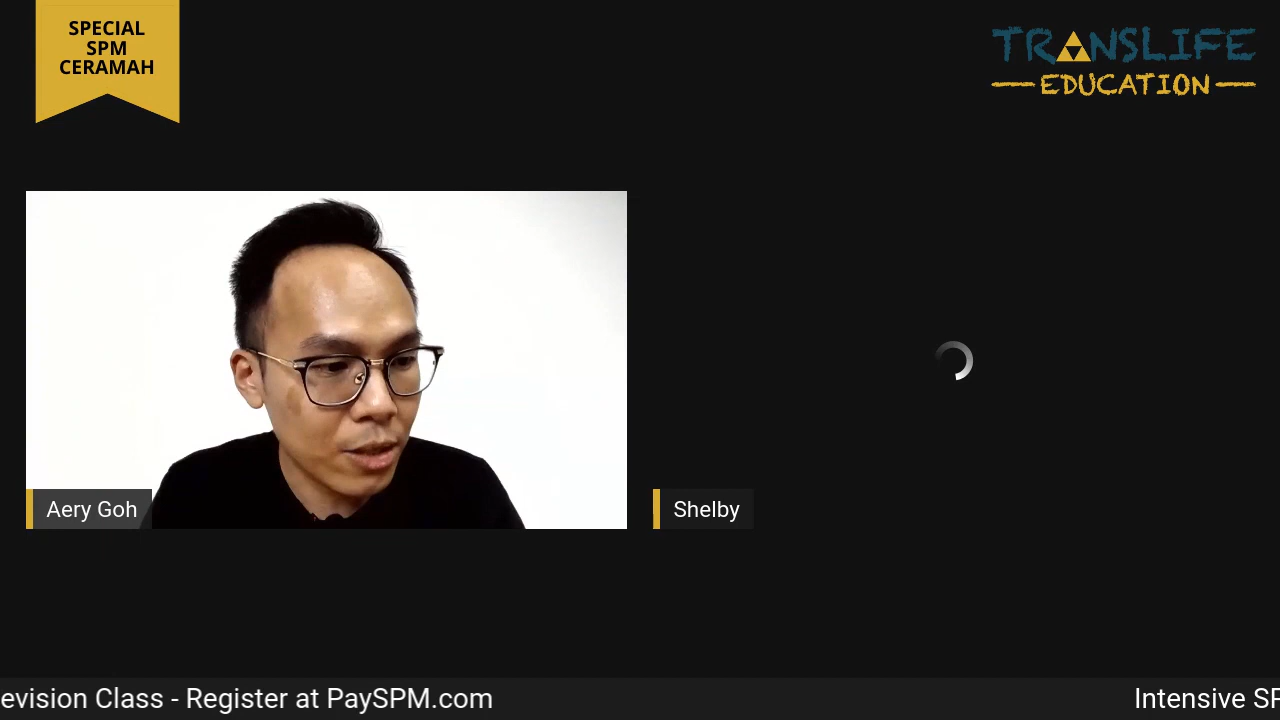 SPECIAL
SPM
CERAMAH
TRANSLIFE
EDUCATION
Aery Goh
Shelby
evision Class - Register at PaySPM.com
Intensive SP